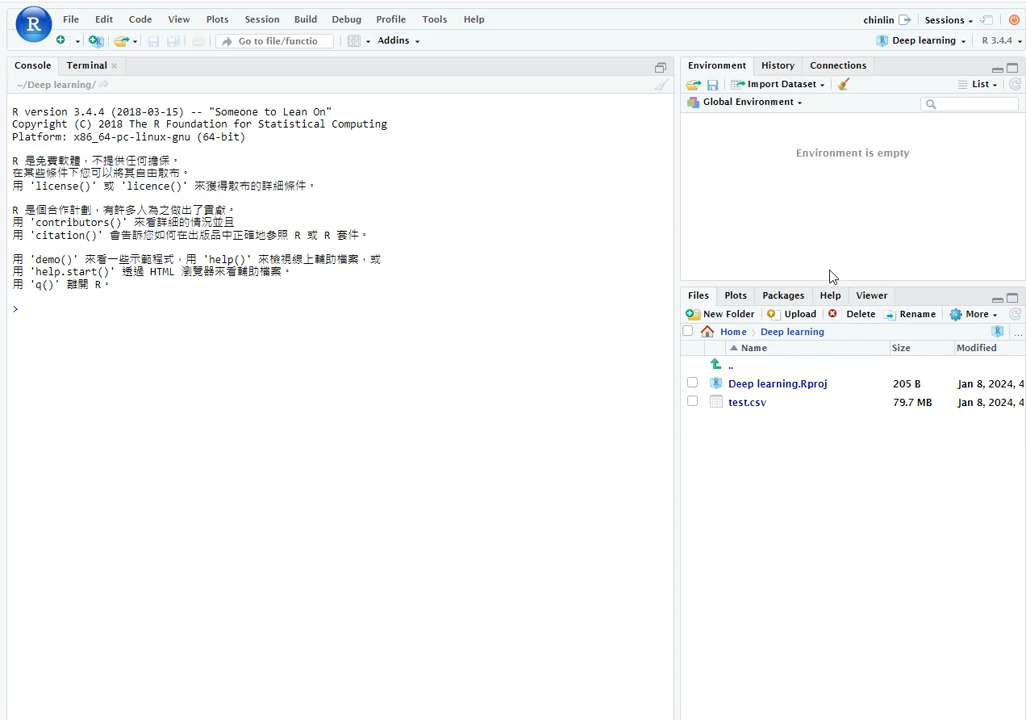 File Edit Code View Plots Session Build Debug Profile Tools Help
chinlin Sessions
Go to file/functio Addins
Deep learning R 3.4.4
Console Terminal
~/Deep learning/
R version 3.4.4 (2018-03-15) -- "Someone to Lean On"
Copyright (C) 2018 The R Foundation for Statistical Computing
Platform: x86_64-pc-linux-gnu (64-bit)
R 是免費軟體，不提供任何擔保。
在某些條件下您可以將其自由散布。
用 'license()' 或 'licence()' 來獲得散布的詳細條件。
R 是個合作計劃，有許多人為之做出了貢獻。
用 'contributors()' 來看詳細的情況並且
用 'citation()' 會告訴您如何在出版品中正確地參照 R 或 R 套件。
用 'demo()' 來看一些示範程式，用 'help()' 來檢視線上輔助檔案，或
用 'help.start()' 透過 HTML 瀏覽器來看輔助檔案。
用 'q()' 離開 R。
>
Environment History Connections
Import Dataset List
Global Environment
Environment is empty
Files Plots Packages Help Viewer
New Folder Upload Delete Rename More
Home Deep learning ...
Name Size Modified
..
Deep learning.Rproj 205 B Jan 8, 2024, 4
test.csv 79.7 MB Jan 8, 2024, 4